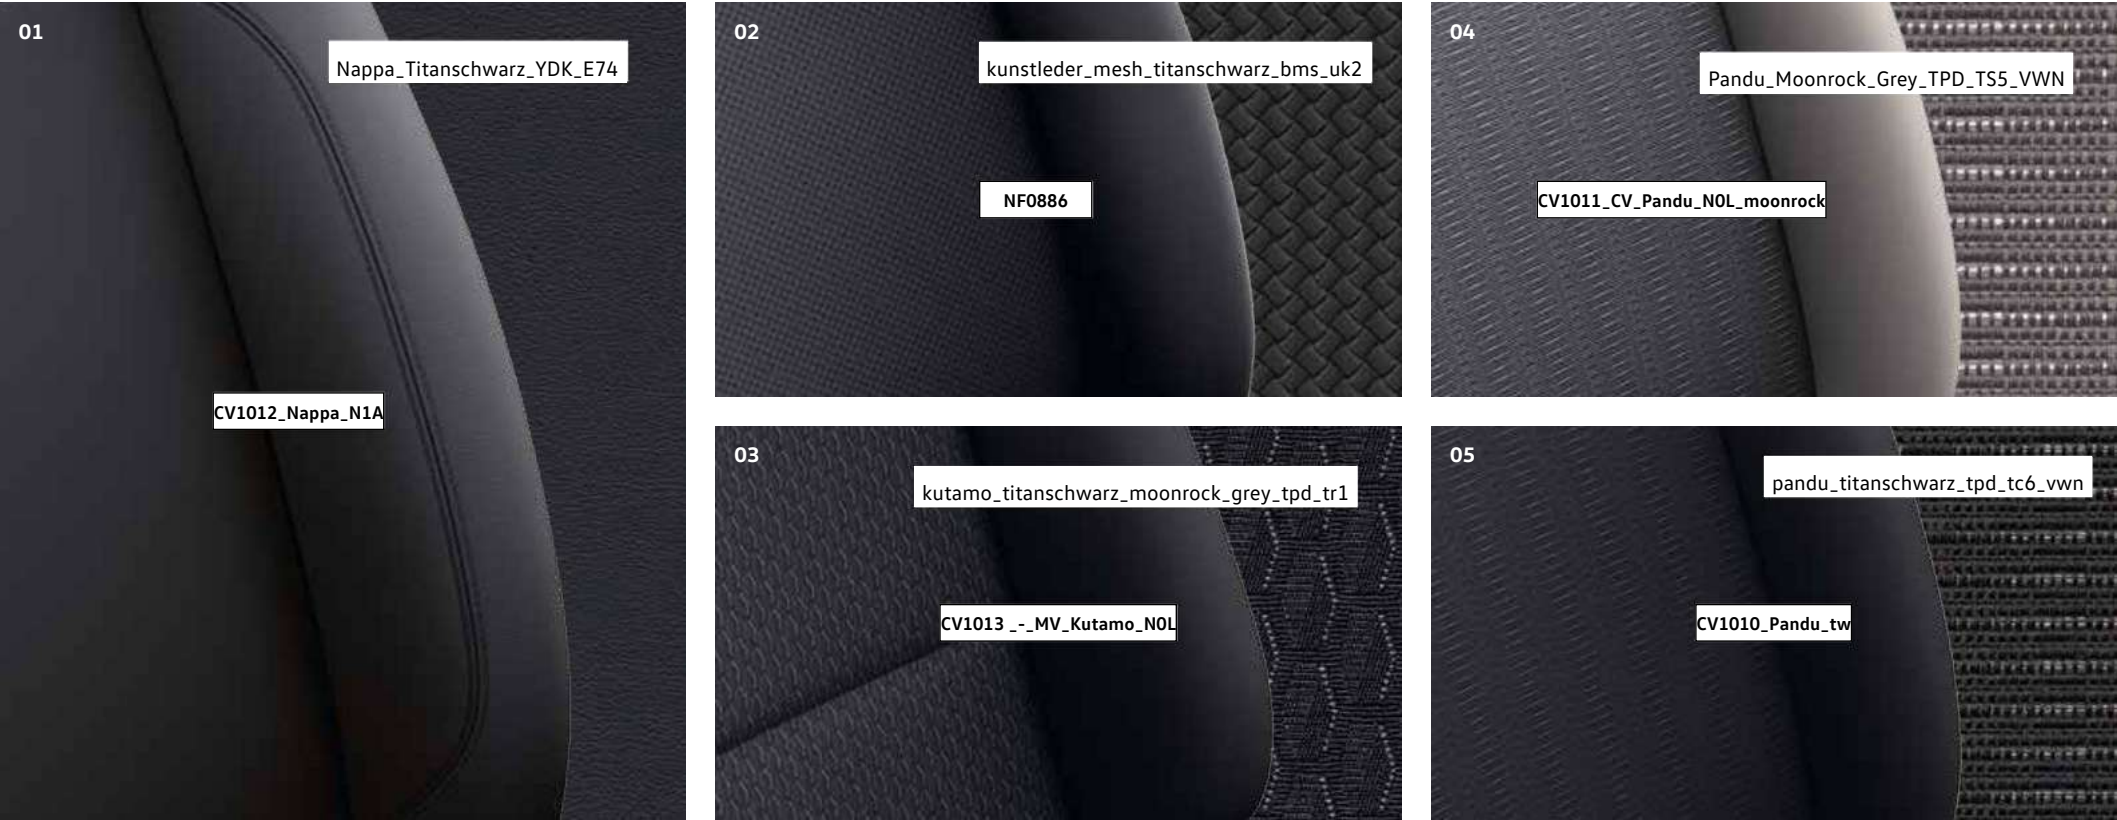 01
Nappa_Titanschwarz_YDK_E74
CV1012_Nappa_N1A
02
kunstleder_mesh_titanschwarz_bms_uk2
NF0886
03
kutamo_titanschwarz_moonrock_grey_tpd_tr1
CV1013 _-_MV_Kutamo_N0L
04
Pandu_Moonrock_Grey_TPD_TS5_VWN
CV1011_CV_Pandu_N0L_moonrock
05
pandu_titanschwarz_tpd_tc6_vwn
CV1010_Pandu_tw